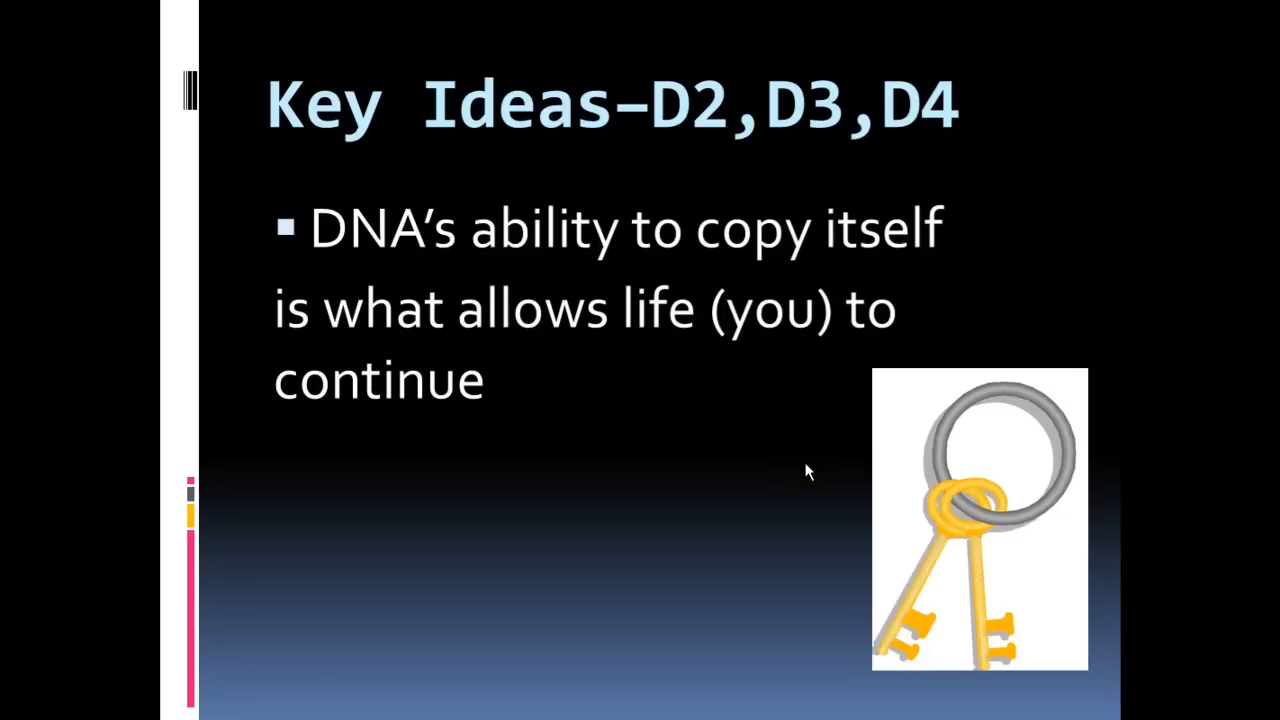 Key Ideas–D2,D3,D4
▪ DNA’s ability to copy itself
is what allows life (you) to
continue